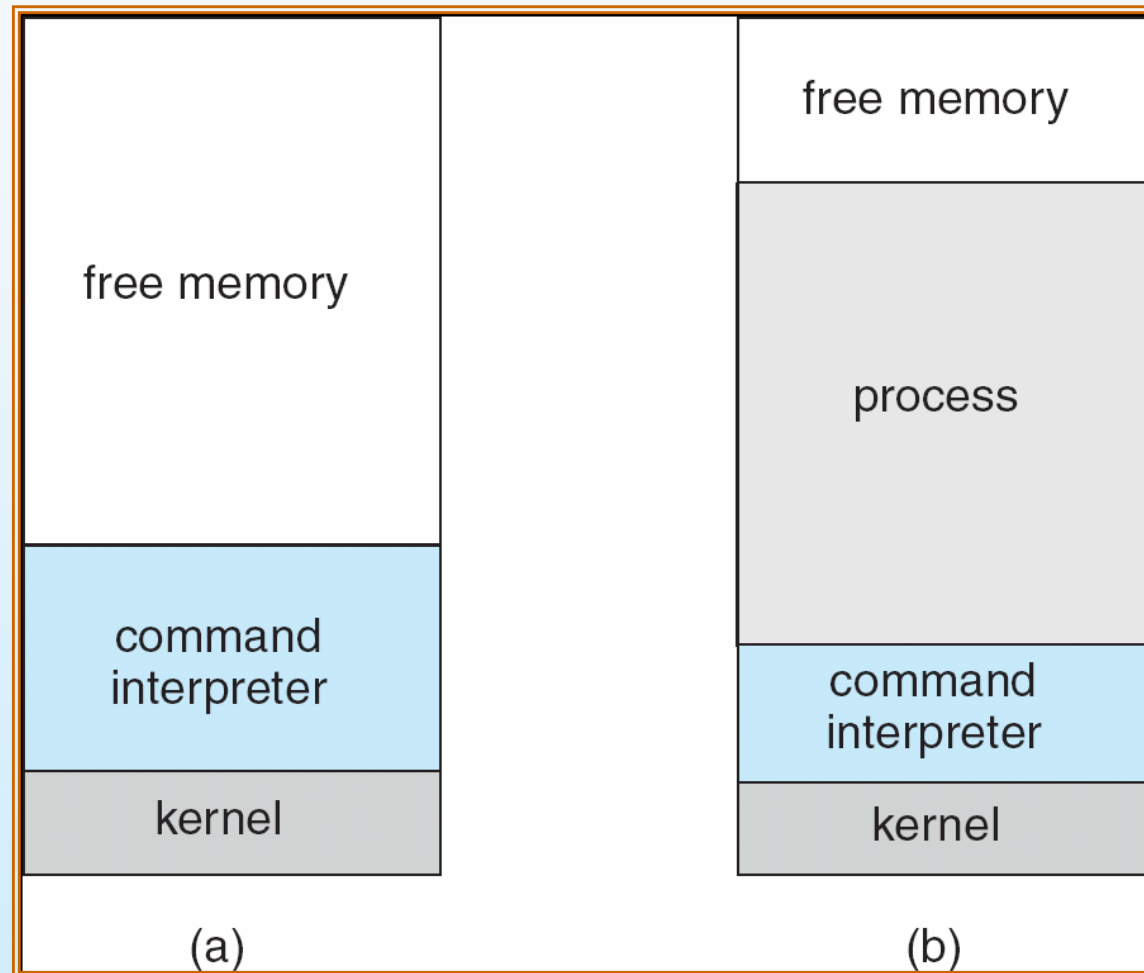 free memory
command
interpreter
kernel
(a)
free memory
process
command
interpreter
kernel
(b)